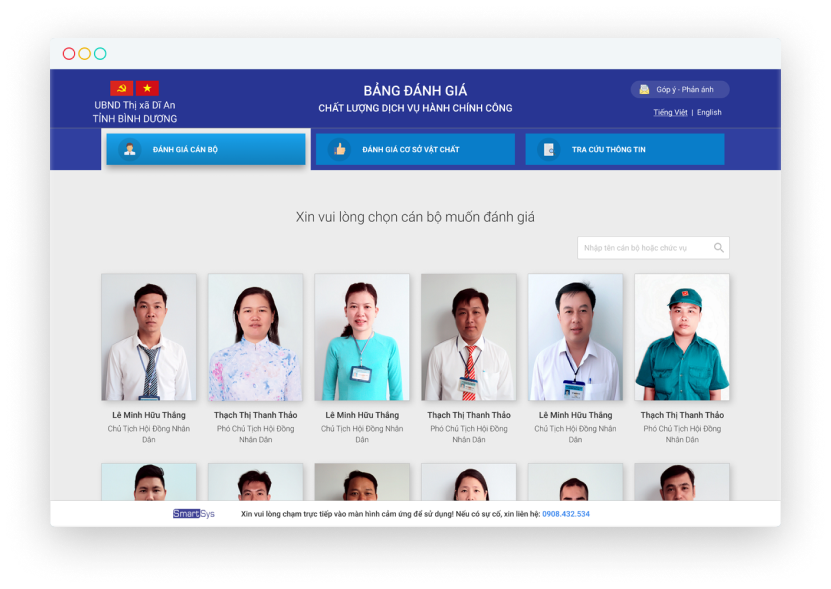 UBND Thị xã Dĩ An
TỈNH BÌNH DƯƠNG
BẢNG ĐÁNH GIÁ
CHẤT LƯỢNG DỊCH VỤ HÀNH CHÍNH CÔNG
Góp ý - Phản ánh
Tiếng Việt | English
ĐÁNH GIÁ CÁN BỘ
ĐÁNH GIÁ CƠ SỞ VẬT CHẤT
TRA CỨU THÔNG TIN
Xin vui lòng chọn cán bộ muốn đánh giá
Nhập tên cán bộ hoặc chức vụ
Lê Minh Hữu Thắng
Chủ Tịch Hội Đồng Nhân
Dân
Thạch Thị Thanh Thảo
Phó Chủ Tịch Hội Đồng
Nhân Dân
Lê Minh Hữu Thắng
Chủ Tịch Hội Đồng Nhân
Dân
Thạch Thị Thanh Thảo
Phó Chủ Tịch Hội Đồng
Nhân Dân
Lê Minh Hữu Thắng
Chủ Tịch Hội Đồng Nhân
Dân
Thạch Thị Thanh Thảo
Phó Chủ Tịch Hội Đồng
Nhân Dân
SmartSys
Xin vui lòng chạm trực tiếp vào màn hình cảm ứng để sử dụng! Nếu có sự cố, xin liên hệ: 0908.432.534